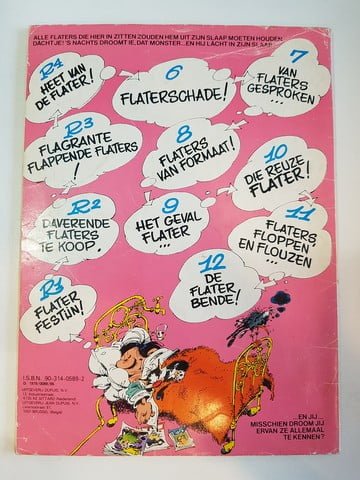 ALLE FLATERS DIE HIER IN ZITTEN ZOUDEN HEM UIT ZIJN SLAAP MOETEN HOUDEN
DACHT JE! 'S NACHTS DROOMT IE, DAT MONSTER... EN HIJ LACHT IN ZIJN SLAAP
R4
HEET VAN
DE FLATER!
6
FLATERSCHADE!
7
VAN
FLATERS
GESPROKEN
...
R3
FLAGRANTE
FLAPPENDE FLATERS
!
8
FLATERS
VAN FORMAAT!
10
DIE REUZE
FLATER!
R2
DAVERENDE
FLATERS
TE KOOP.
9
HET GEVAL
FLATER
...
11
FLATERS,
FLOPPEN
EN FLOUZEN
...
R1
FLATER
FESTIJN!
12
DE
FLATER
BENDE!
I.S.B.N. 90-314-0589-2
UITGEVERIJ DUPUIS, N.V.
SITTARD (Nederland)
UITGEVERIJ JEAN DUPUIS, N.V.
BRUSSEL (België)
... EN JIJ...
MISSCHIEN DROOM JIJ
ERVAN ZE ALLEMAAL
TE KENNEN?